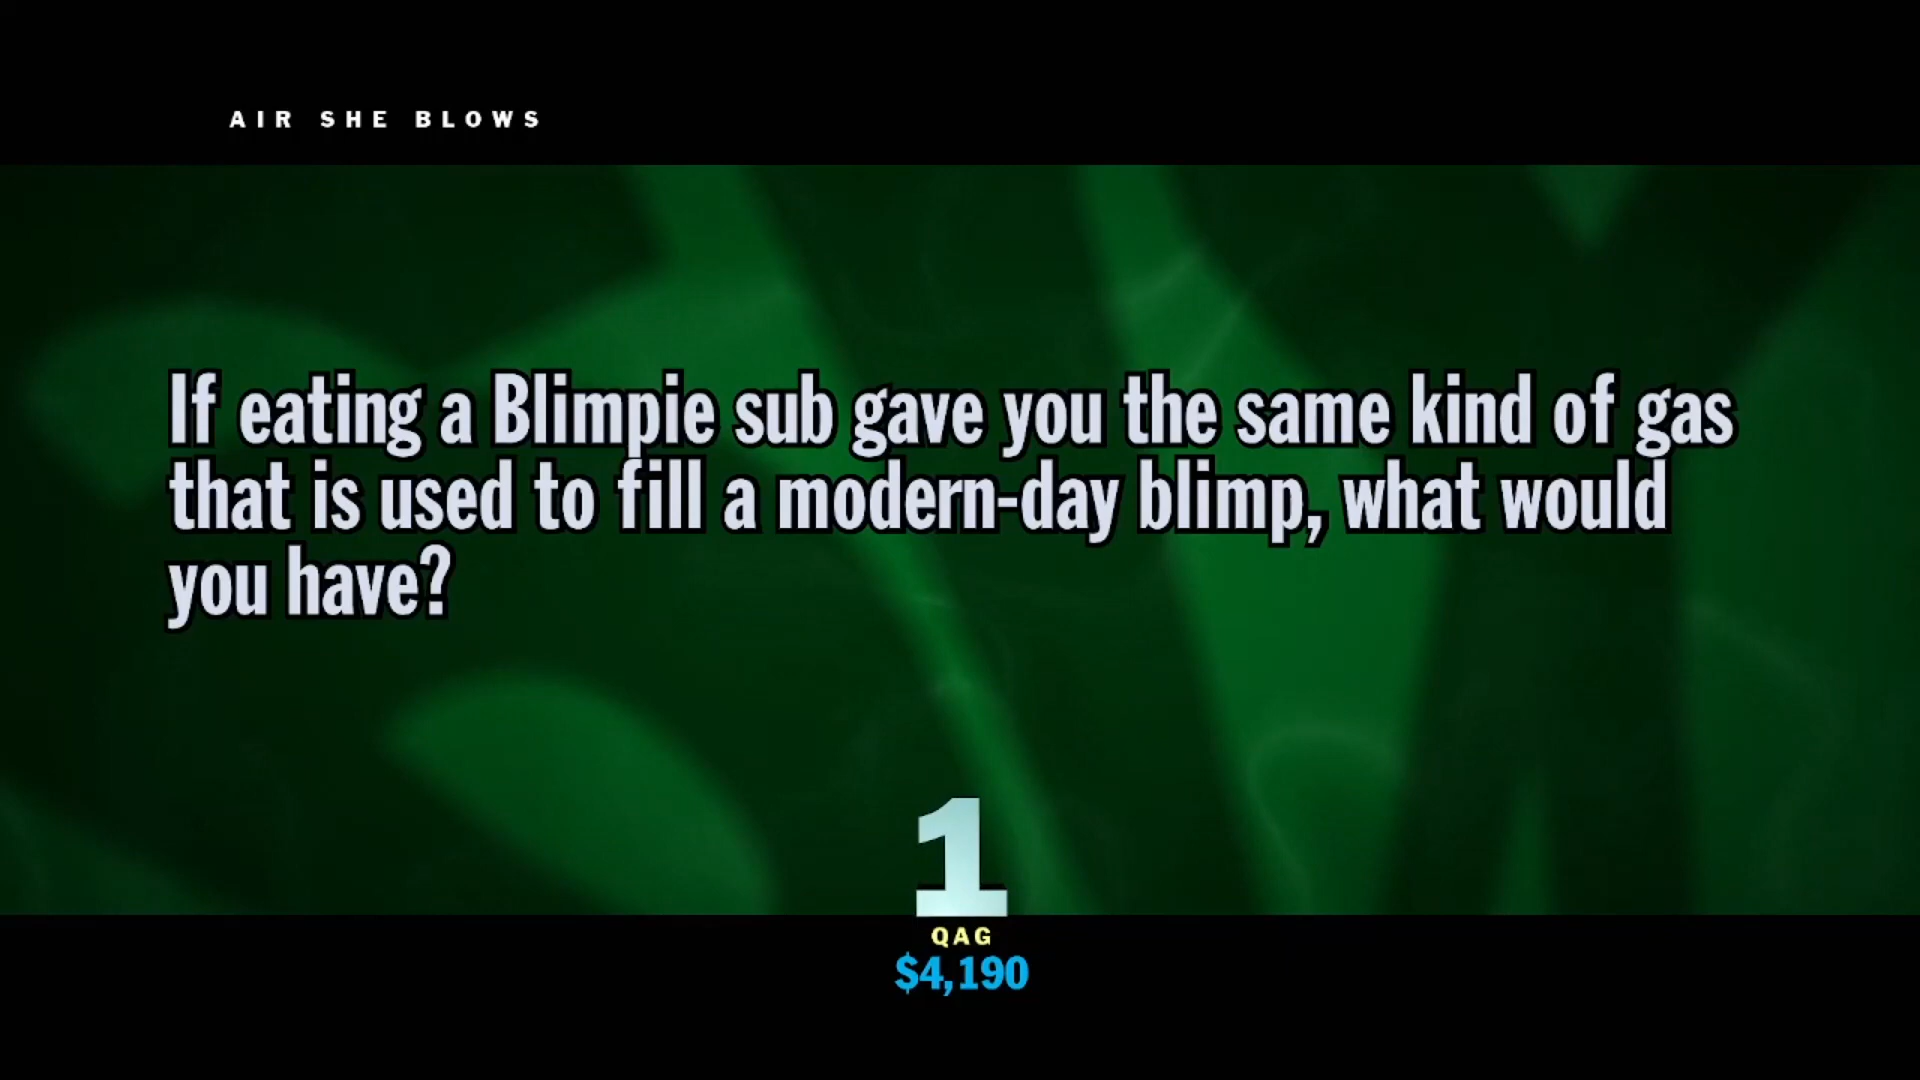 AIR SHE BLOWS
If eating a Blimpie sub gave you the same kind of gas
that is used to fill a modern-day blimp, what would
you have?
1
QAG
$4,190